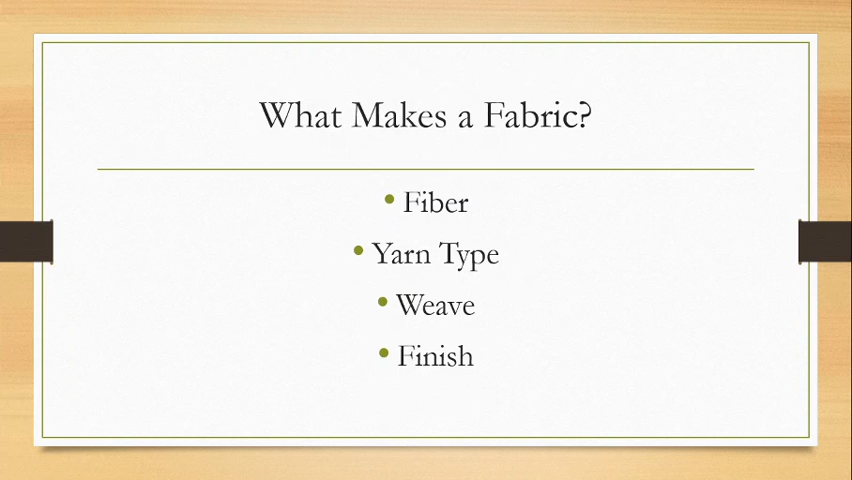 What Makes a Fabric?
• Fiber
• Yarn Type
• Weave
• Finish